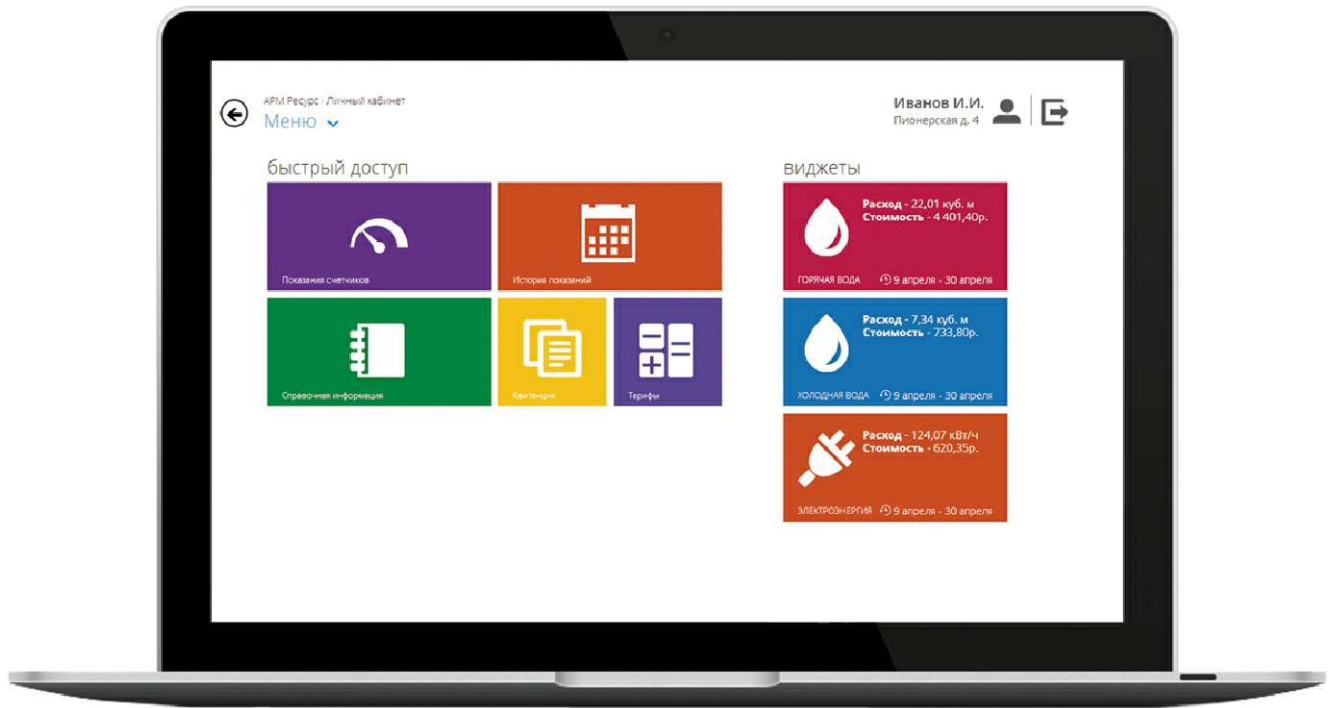 АРМ Ресурс · Личный кабинет
Меню
Иванов И.И.
Пионерская д. 4
быстрый доступ
Показания счетчиков
История показаний
Справочная информация
Квитанции
Тарифы
виджеты
Расход - 22,01 куб. м
Стоимость - 4 401,40р.
ГОРЯЧАЯ ВОДА 9 апреля - 30 апреля
Расход - 7,34 куб. м
Стоимость - 733,80р.
ХОЛОДНАЯ ВОДА 9 апреля - 30 апреля
Расход - 124,07 кВт/ч
Стоимость - 620,35р.
ЭЛЕКТРОЭНЕРГИЯ 9 апреля - 30 апреля